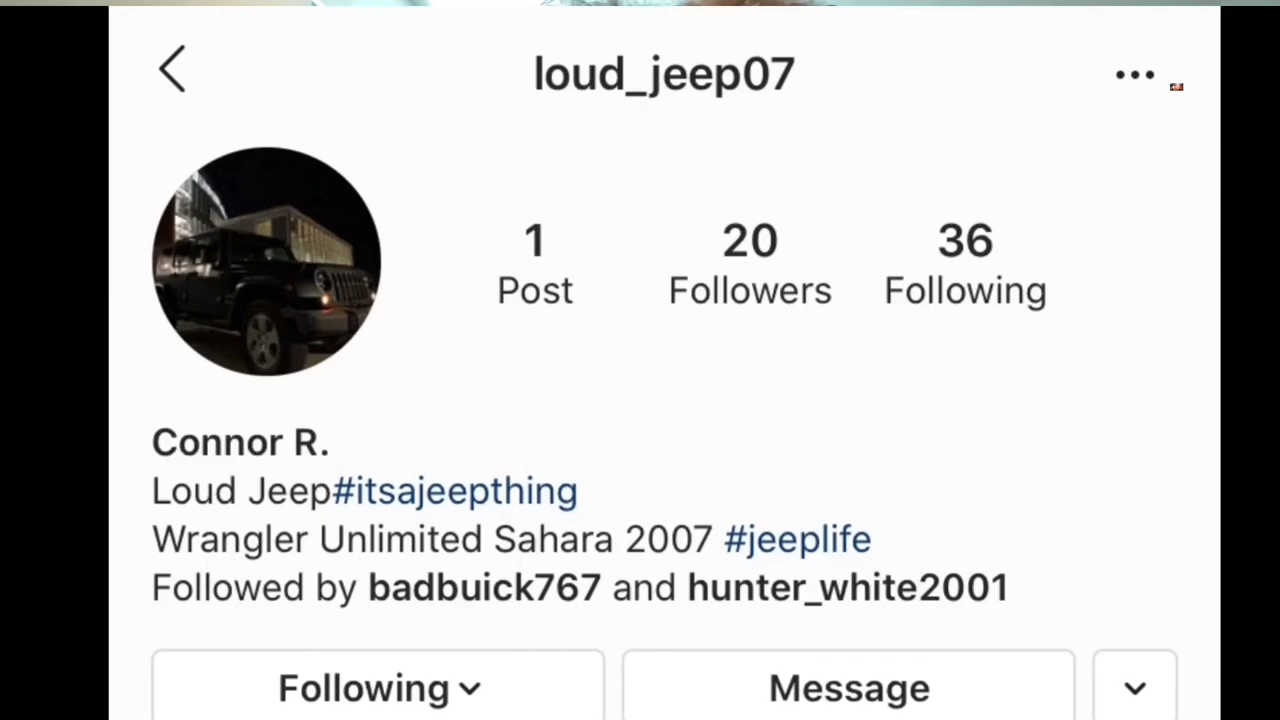 loud_jeep07
1
Post
20
Followers
36
Following
Connor R.
Loud Jeep#itsajeepthing
Wrangler Unlimited Sahara 2007 #jeeplife
Followed by badbuick767 and hunter_white2001
Following
Message